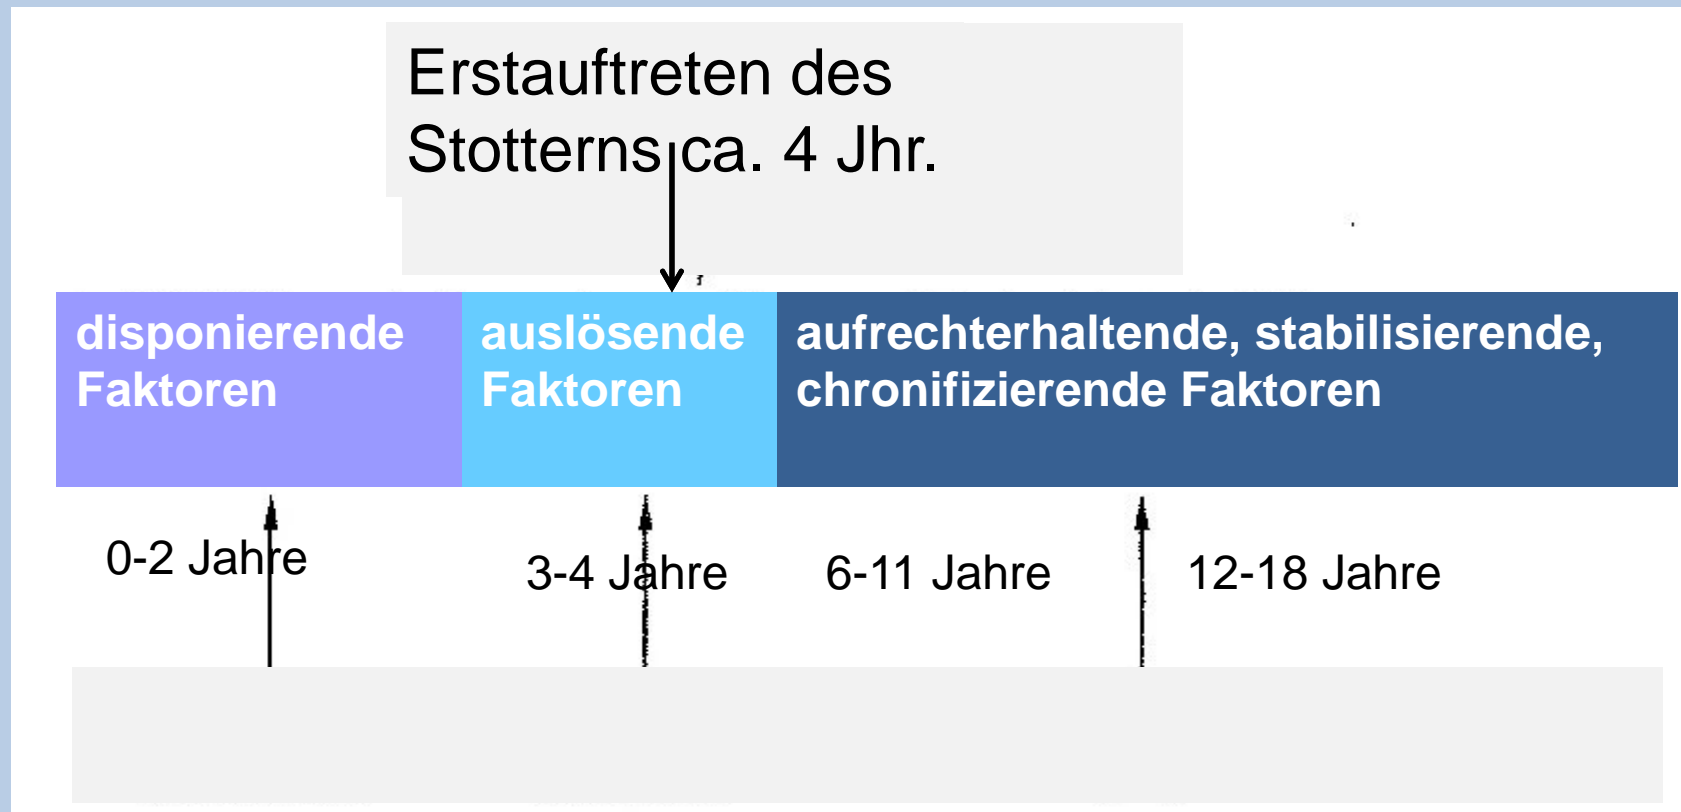 Erstauftreten des
Stotterns ca. 4 Jhr.
disponierende
Faktoren
auslösende
Faktoren
aufrechterhaltende, stabilisierende,
chronifizierende Faktoren
0-2 Jahre
3-4 Jahre
6-11 Jahre
12-18 Jahre